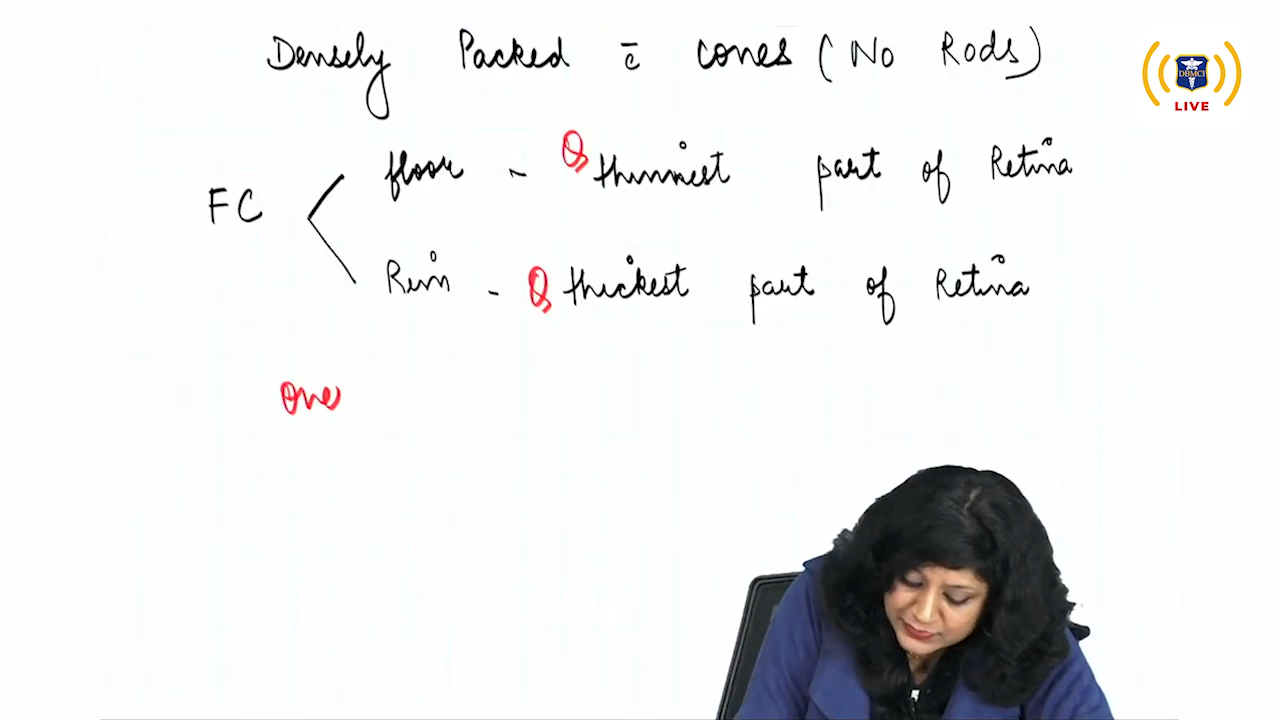 Densely Packed c̄ cones (No Rods)
DBMCI
LIVE
floor - Q thinnest part of Retina
FC
Rim - Q thickest part of Retina
One